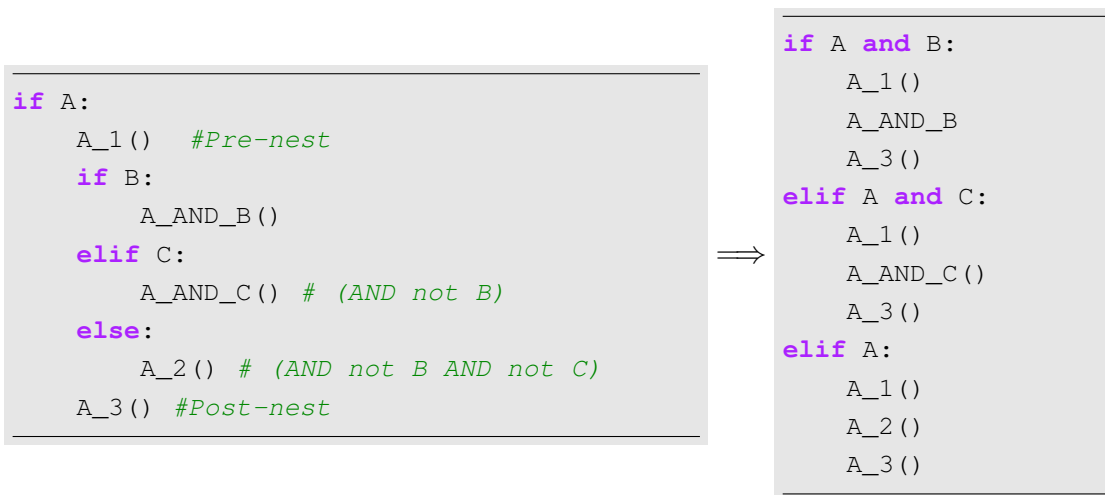 if A:
    A_1()  #Pre-nest
    if B:
        A_AND_B()
    elif C:
        A_AND_C() # (AND not B)
    else:
        A_2() # (AND not B AND not C)
    A_3() #Post-nest
⟹
if A and B:
    A_1()
    A_AND_B
    A_3()
elif A and C:
    A_1()
    A_AND_C()
    A_3()
elif A:
    A_1()
    A_2()
    A_3()